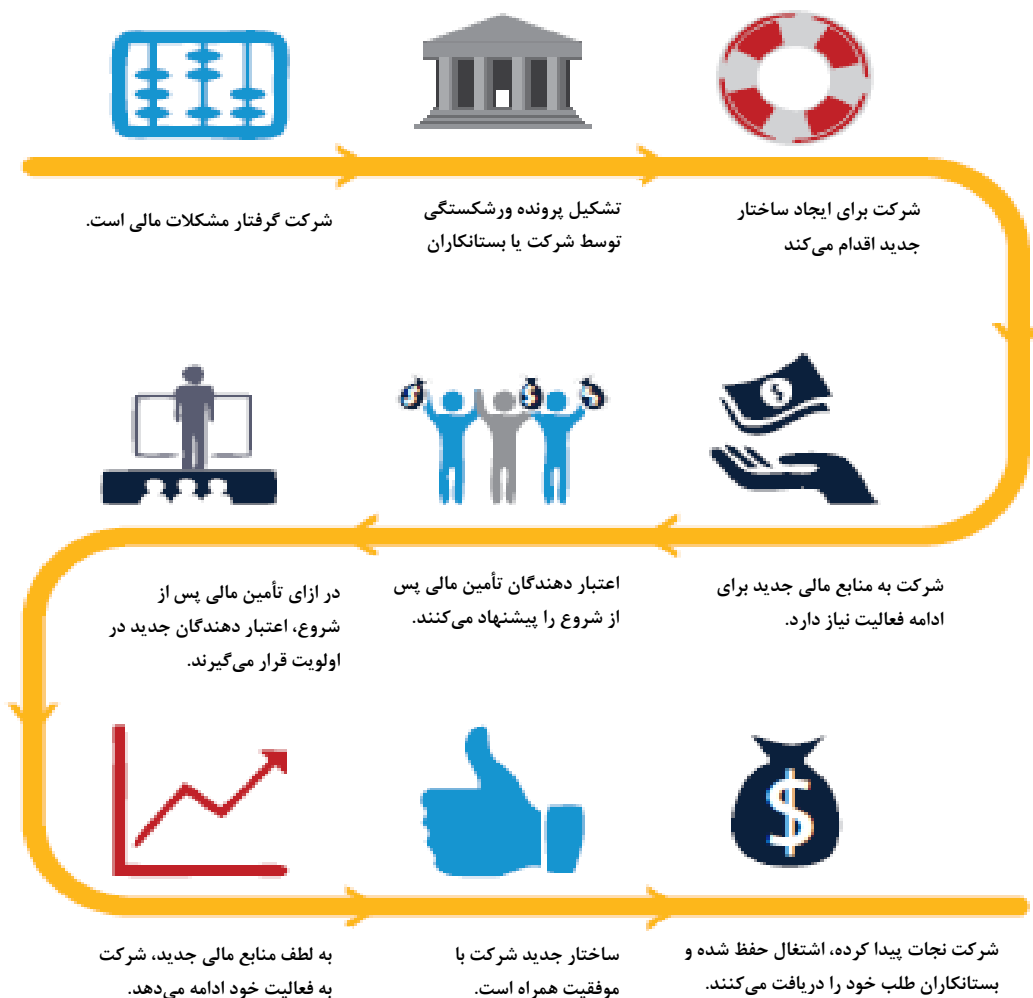 شرکت گرفتار مشکلات مالی است.
تشکیل پرونده ورشکستگی
توسط شرکت یا بستانکاران
شرکت برای ایجاد ساختار
جدید اقدام می‌کند
شرکت به منابع مالی جدید برای
ادامه فعالیت نیاز دارد.
اعتبار دهندگان تأمین مالی پس
از شروع را پیشنهاد می‌کنند.
در ازای تأمین مالی پس از
شروع، اعتبار دهندگان جدید در
اولویت قرار می‌گیرند.
به لطف منابع مالی جدید، شرکت
به فعالیت خود ادامه می‌دهد.
ساختار جدید شرکت با
موفقیت همراه است.
شرکت نجات پیدا کرده، اشتغال حفظ شده و
بستانکاران طلب خود را دریافت می‌کنند.